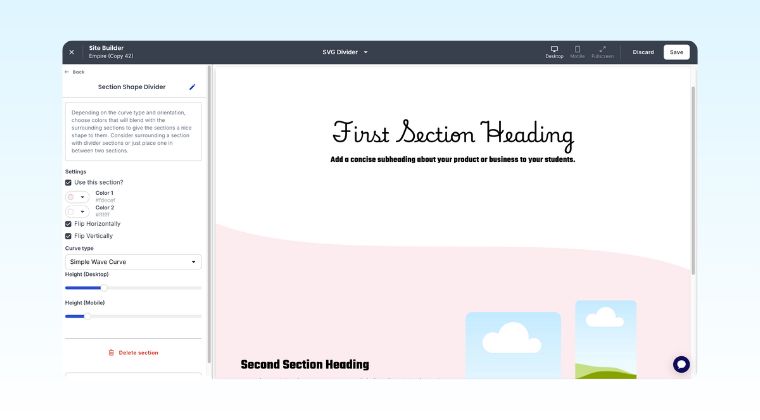 Site Builder
Empire (Copy 42)
SVG Divider
Desktop
Mobile
Fullscreen
Discard
Save
Back
Section Shape Divider
Depending on the curve type and orientation,
choose colors that will blend with the
surrounding sections to give the sections a nice
shape to them. Consider surrounding a section
with divider sections or just place one in
between two sections.
Settings
Use this section?
Color 1
Color 2
Flip Horizontally
Flip Vertically
Curve type
Simple Wave Curve
Height (Desktop)
Height (Mobile)
Delete section
First Section Heading
Add a concise subheading about your product or business to your students.
Second Section Heading